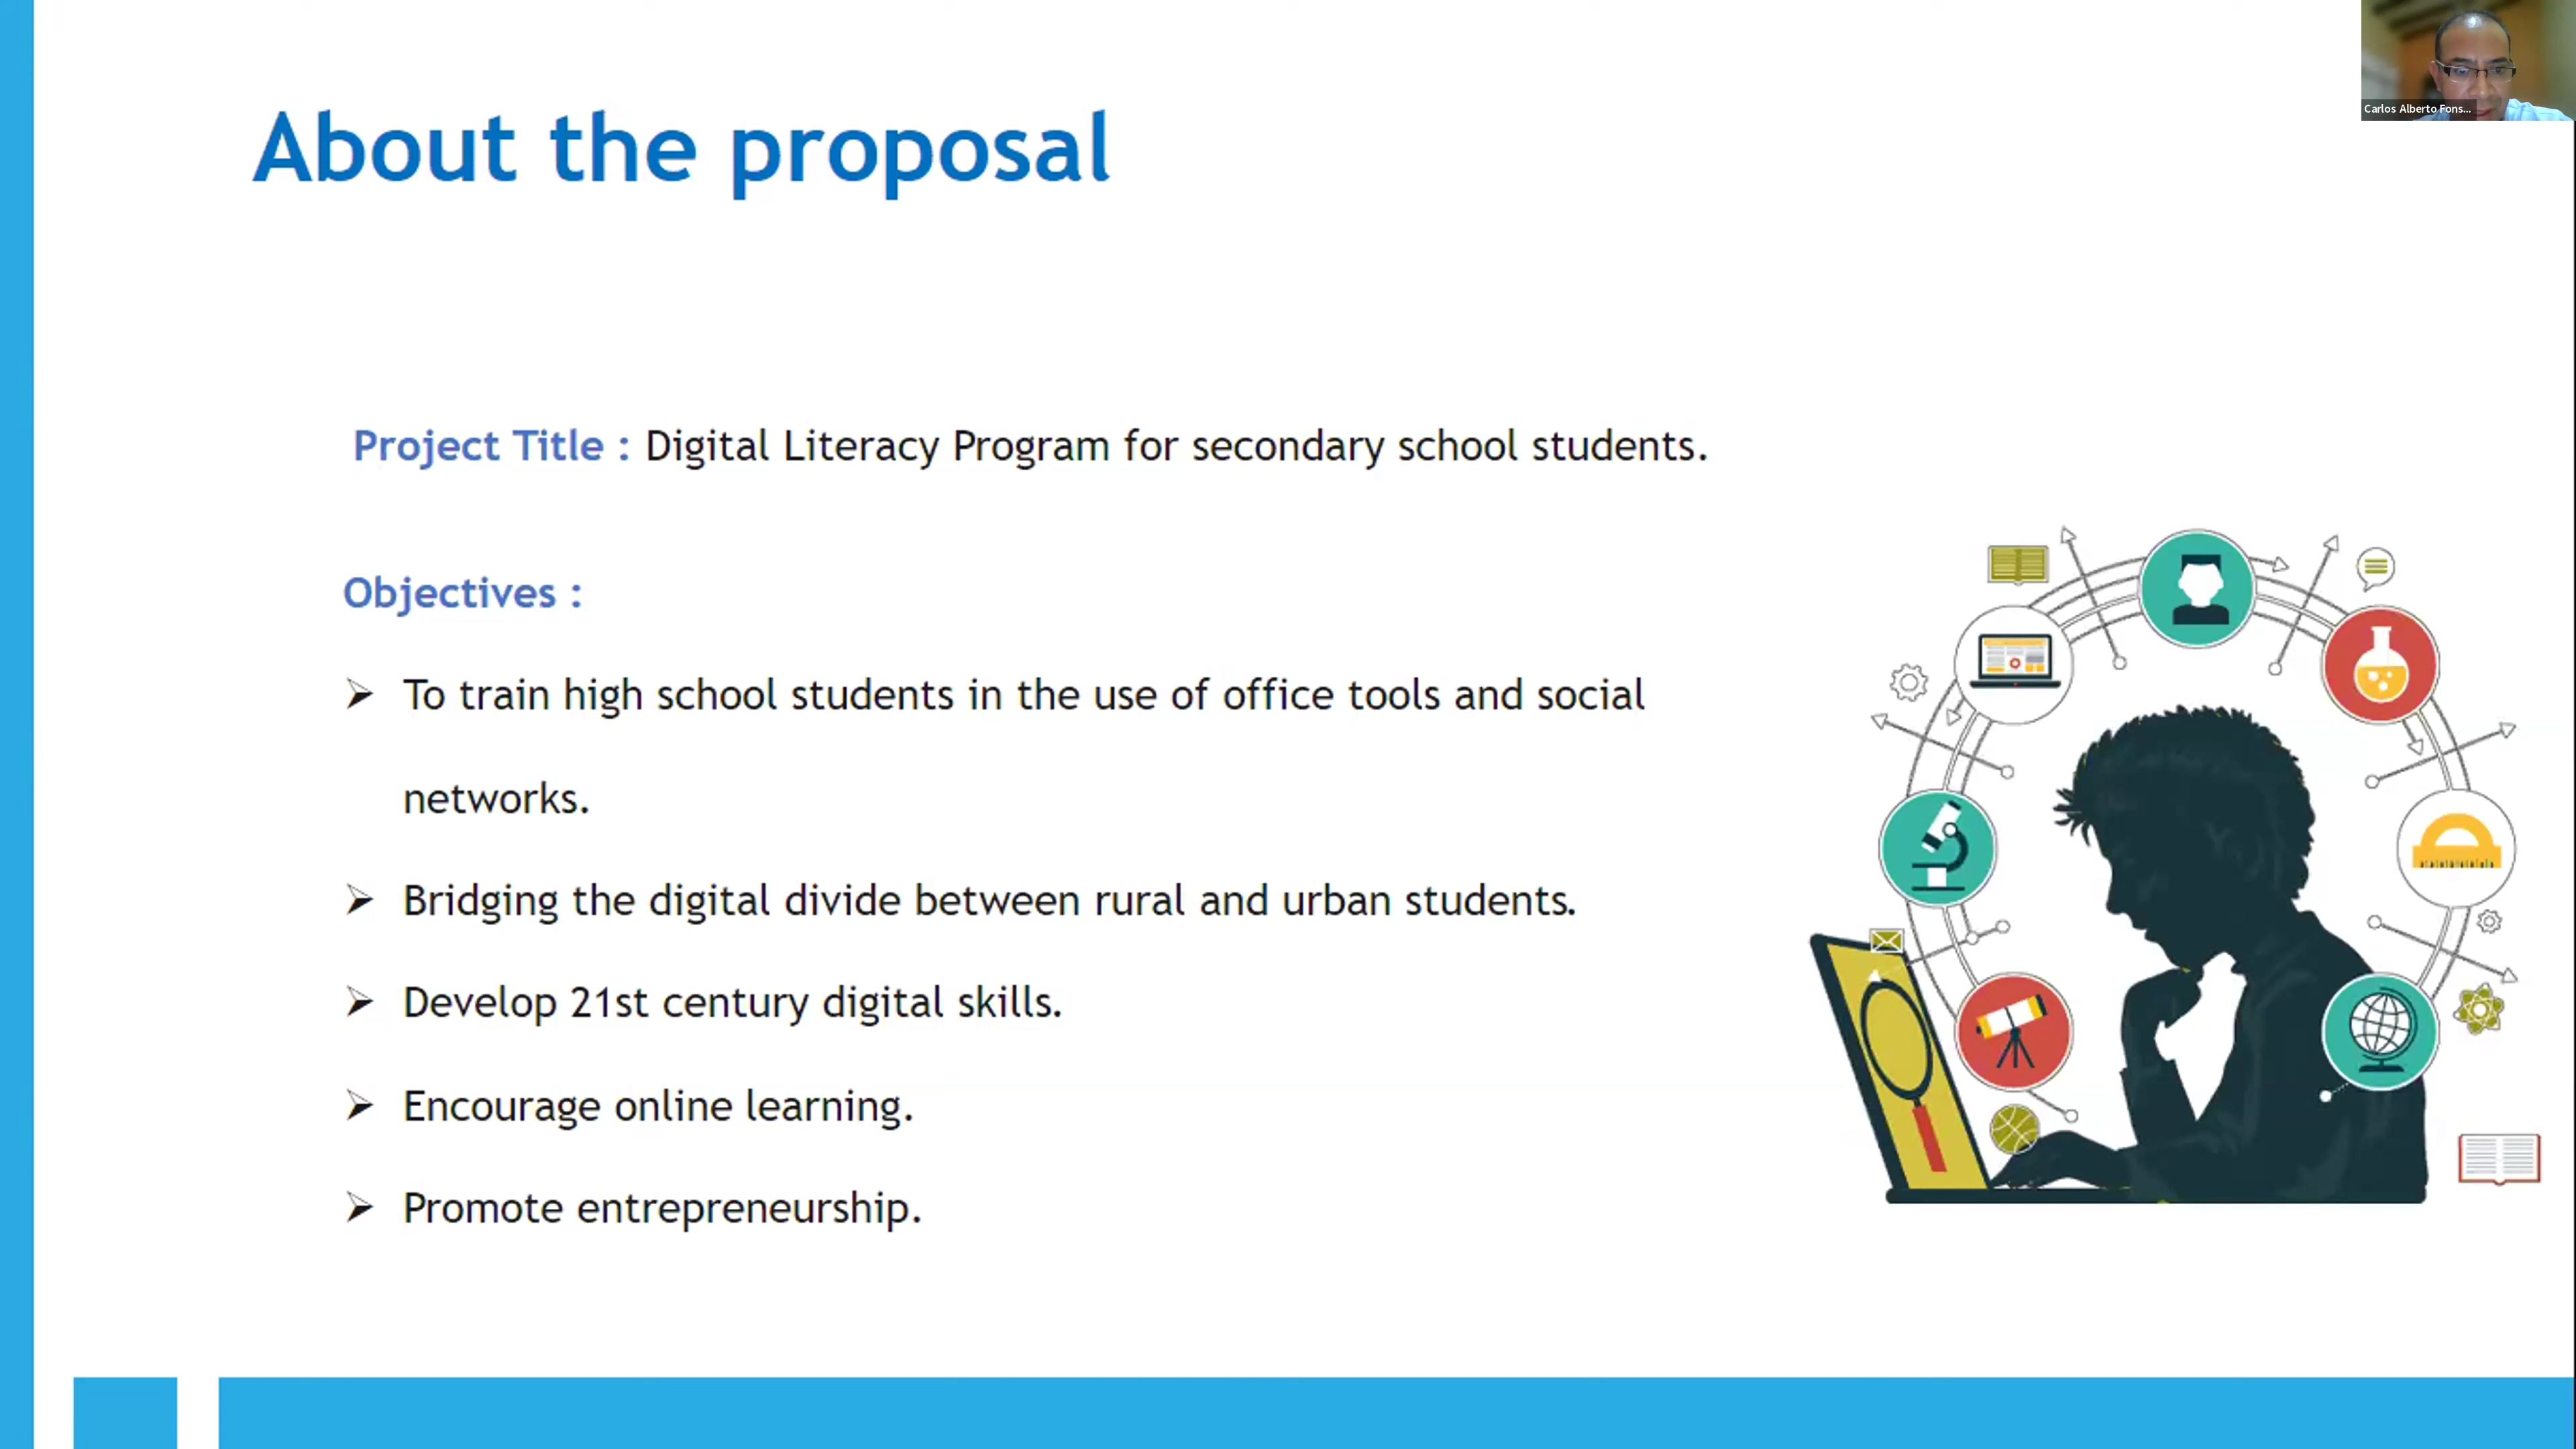 Carlos Alberto Fons...
About the proposal
Project Title : Digital Literacy Program for secondary school students.
Objectives :
➢ To train high school students in the use of office tools and social
networks.
➢ Bridging the digital divide between rural and urban students.
➢ Develop 21st century digital skills.
➢ Encourage online learning.
➢ Promote entrepreneurship.